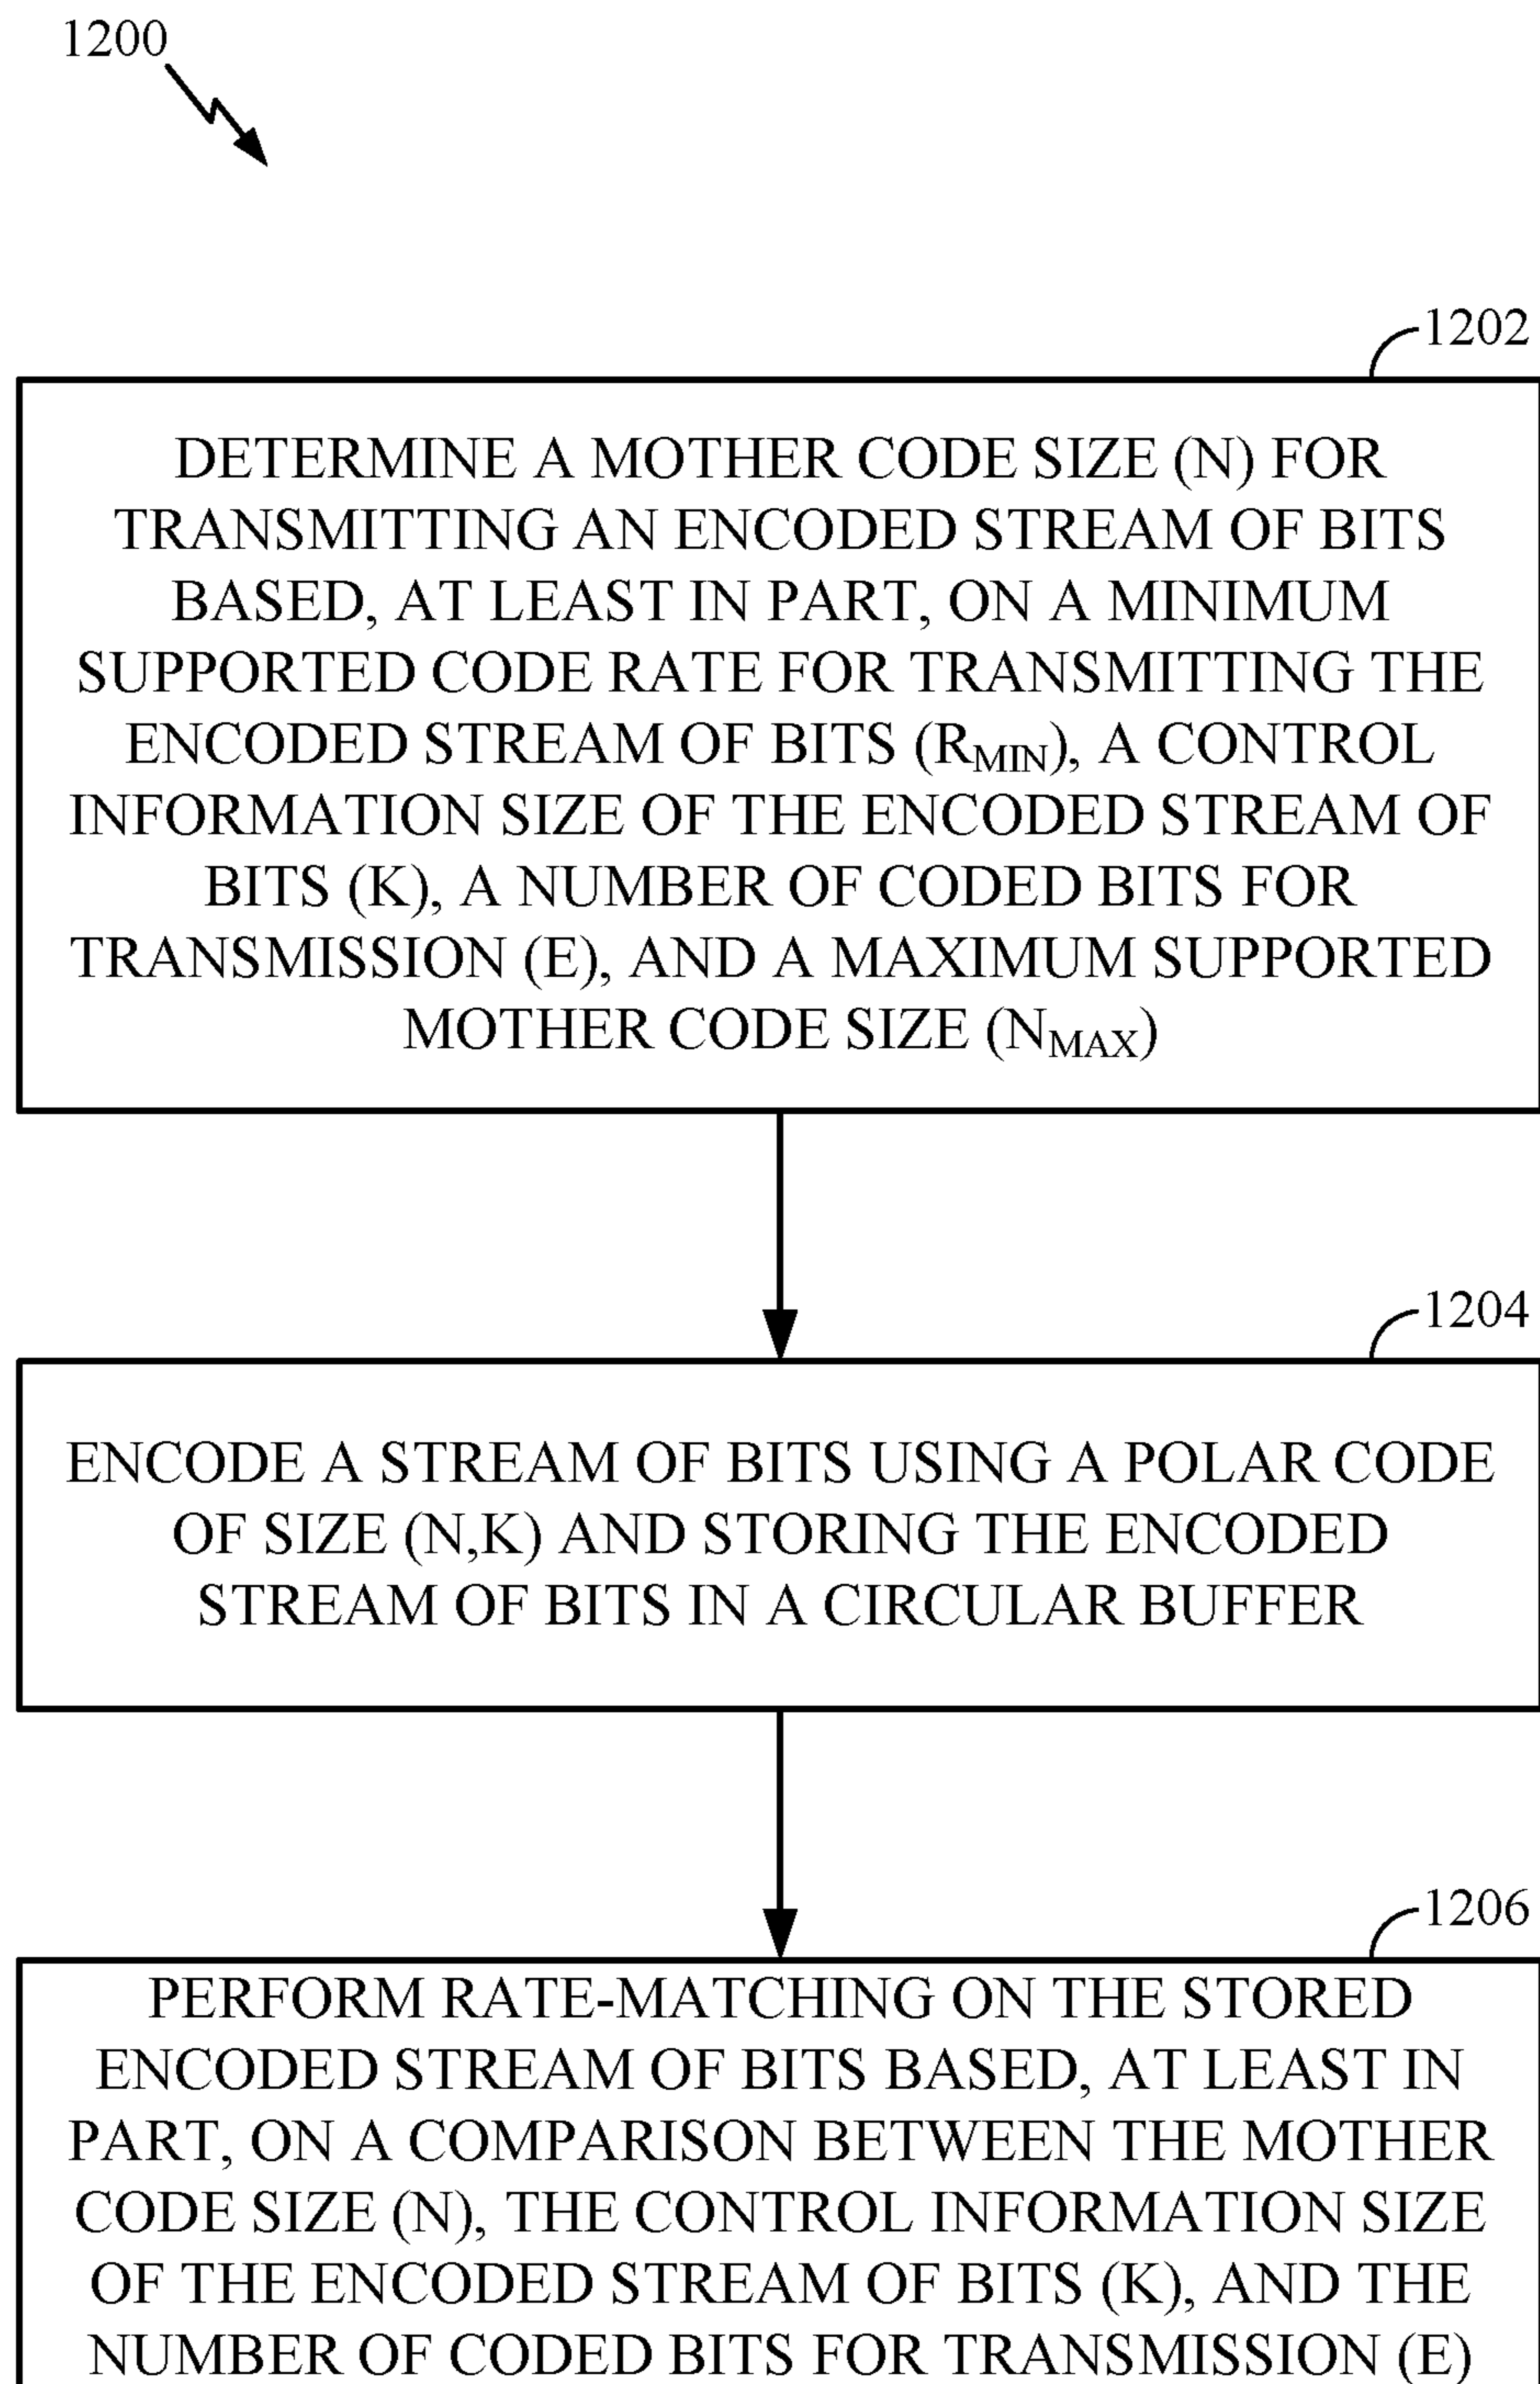 1200
1202
DETERMINE A MOTHER CODE SIZE (N) FOR
TRANSMITTING AN ENCODED STREAM OF BITS
BASED, AT LEAST IN PART, ON A MINIMUM
SUPPORTED CODE RATE FOR TRANSMITTING THE
ENCODED STREAM OF BITS (RMIN), A CONTROL
INFORMATION SIZE OF THE ENCODED STREAM OF
BITS (K), A NUMBER OF CODED BITS FOR
TRANSMISSION (E), AND A MAXIMUM SUPPORTED
MOTHER CODE SIZE (NMAX)
1204
ENCODE A STREAM OF BITS USING A POLAR CODE
OF SIZE (N,K) AND STORING THE ENCODED
STREAM OF BITS IN A CIRCULAR BUFFER
1206
PERFORM RATE-MATCHING ON THE STORED
ENCODED STREAM OF BITS BASED, AT LEAST IN
PART, ON A COMPARISON BETWEEN THE MOTHER
CODE SIZE (N), THE CONTROL INFORMATION SIZE
OF THE ENCODED STREAM OF BITS (K), AND THE
NUMBER OF CODED BITS FOR TRANSMISSION (E)